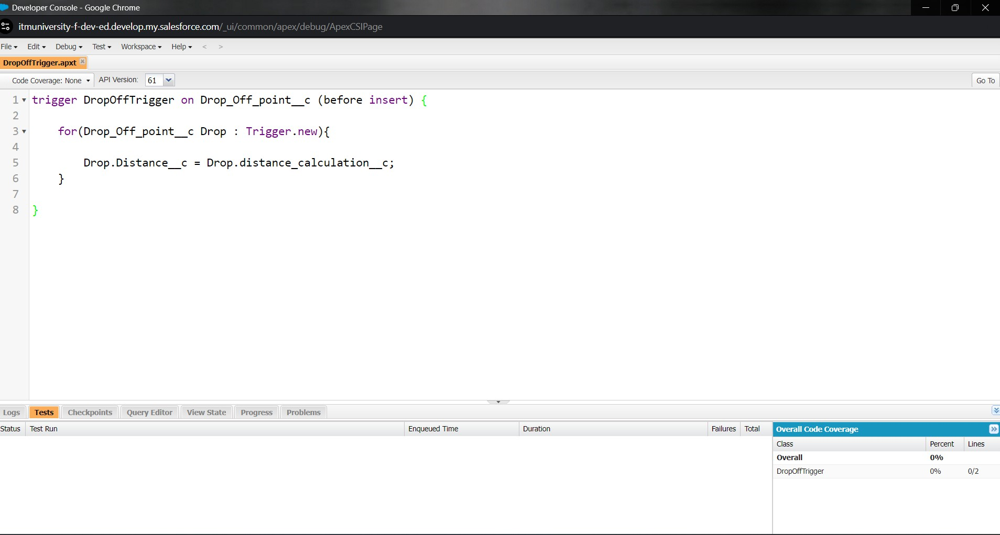 Developer Console - Google Chrome
itmuniversity-f-dev-ed.develop.my.salesforce.com/_ui/common/apex/debug/ApexCSIPage
File Edit Debug Test Workspace Help < >
DropOffTrigger.apxt
Code Coverage: None API Version: 61 Go To
1 trigger DropOffTrigger on Drop_Off_point__c (before insert) {
2
3 for(Drop_Off_point__c Drop : Trigger.new){
4
5 Drop.Distance__c = Drop.distance_calculation__c;
6 }
7
8 }
Logs Tests Checkpoints Query Editor View State Progress Problems
Status Test Run Enqueued Time Duration Failures Total
Overall Code Coverage
Class Percent Lines
Overall 0%
DropOffTrigger 0% 0/2